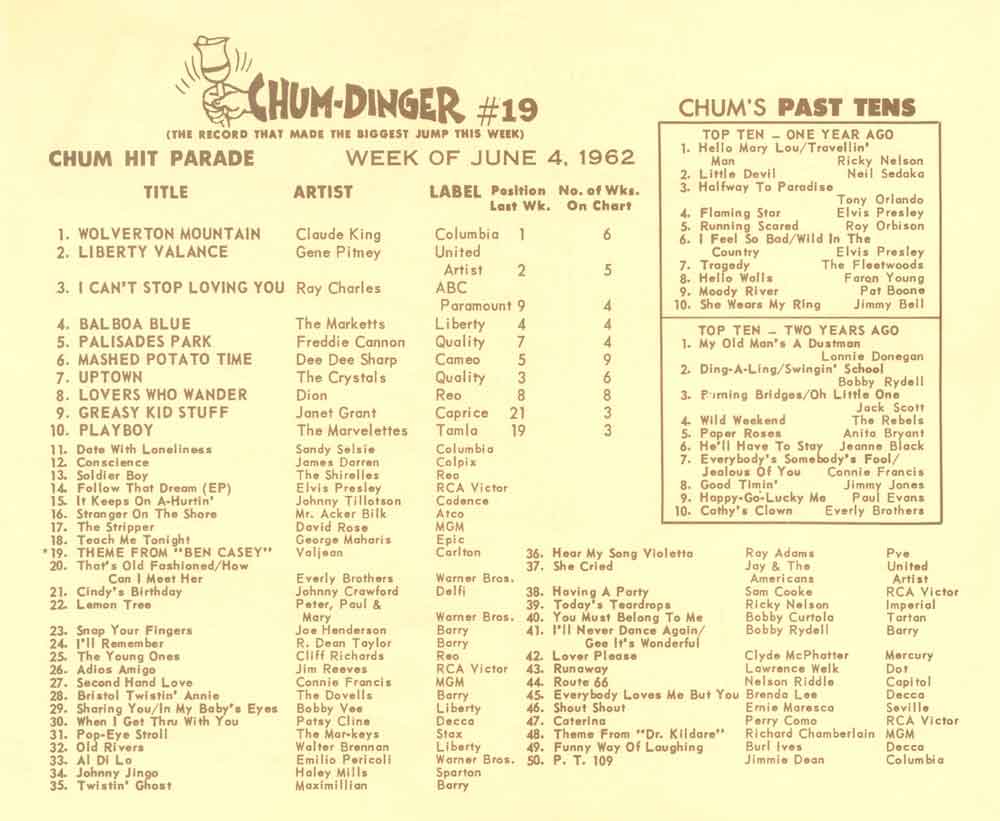 CHUM-DINGER #19
(THE RECORD THAT MADE THE BIGGEST JUMP THIS WEEK)
CHUM HIT PARADE WEEK OF JUNE 4, 1962
TITLE ARTIST LABEL Position No. of Wks.
Last Wk. On Chart
1. WOLVERTON MOUNTAIN Claude King Columbia 1 6
2. LIBERTY VALANCE Gene Pitney United
Artist 2 5
3. I CAN'T STOP LOVING YOU Ray Charles ABC
Paramount 9 4
4. BALBOA BLUE The Marketts Liberty 4 4
5. PALISADES PARK Freddie Cannon Quality 7 4
6. MASHED POTATO TIME Dee Dee Sharp Cameo 5 9
7. UPTOWN The Crystals Quality 3 6
8. LOVERS WHO WANDER Dion Reo 8 8
9. GREASY KID STUFF Janet Grant Caprice 21 3
10. PLAYBOY The Marvelettes Tamla 19 3
11. Date With Loneliness Sandy Selsie Columbia
12. Conscience James Darren Colpix
13. Soldier Boy The Shirelles Reo
14. Follow That Dream (EP) Elvis Presley RCA Victor
15. It Keeps On A-Hurtin' Johnny Tillotson Cadence
16. Stranger On The Shore Mr. Acker Bilk Atco
17. The Stripper David Rose MGM
18. Teach Me Tonight George Maharis Epic
*19. THEME FROM "BEN CASEY" Valjean Carlton
20. That's Old Fashioned/How
Can I Meet Her Everly Brothers Warner Bros.
21. Cindy's Birthday Johnny Crawford Delfi
22. Lemon Tree Peter, Paul &
Mary Warner Bros.
23. Snap Your Fingers Joe Henderson Barry
24. I'll Remember R. Dean Taylor Barry
25. The Young Ones Cliff Richards Reo
26. Adios Amigo Jim Reeves RCA Victor
27. Second Hand Love Connie Francis MGM
28. Bristol Twistin' Annie The Dovells Barry
29. Sharing You/In My Baby's Eyes Bobby Vee Liberty
30. When I Get Thru With You Patsy Cline Decca
31. Pop-Eye Stroll The Mar-keys Stax
32. Old Rivers Walter Brennan Liberty
33. Al Di La Emilio Pericoli Warner Bros.
34. Johnny Jingo Haley Mills Sparton
35. Twistin' Ghost Maximillian Barry
36. Hear My Song Violetta Ray Adams Pye
37. She Cried Jay & The United
Americans Artist
38. Having A Party Sam Cooke RCA Victor
39. Today's Teardrops Ricky Nelson Imperial
40. You Must Belong To Me Bobby Curtola Tartan
41. I'll Never Dance Again/ Bobby Rydell Barry
Gee It's Wonderful
42. Lover Please Clyde McPhatter Mercury
43. Runaway Lawrence Welk Dot
44. Route 66 Nelson Riddle Capitol
45. Everybody Loves Me But You Brenda Lee Decca
46. Shout Shout Ernie Maresca Seville
47. Caterina Perry Como RCA Victor
48. Theme From "Dr. Kildare" Richard Chamberlain MGM
49. Funny Way Of Laughing Burl Ives Decca
50. P. T. 109 Jimmie Dean Columbia
CHUM'S PAST TENS
TOP TEN – ONE YEAR AGO
1. Hello Mary Lou/Travellin'
Man Ricky Nelson
2. Little Devil Neil Sedaka
3. Halfway To Paradise
Tony Orlando
4. Flaming Star Elvis Presley
5. Running Scared Roy Orbison
6. I Feel So Bad/Wild In The
Country Elvis Presley
7. Tragedy The Fleetwoods
8. Hello Walls Faron Young
9. Moody River Pat Boone
10. She Wears My Ring Jimmy Bell
TOP TEN – TWO YEARS AGO
1. My Old Man's A Dustman
Lonnie Donegan
2. Ding-A-Ling/Swingin' School
Bobby Rydell
3. Burning Bridges/Oh Little One
Jack Scott
4. Wild Weekend The Rebels
5. Paper Roses Anita Bryant
6. He'll Have To Stay Jeanne Black
7. Everybody's Somebody's Fool/
Jealous Of You Connie Francis
8. Good Timin' Jimmy Jones
9. Happy-Go-Lucky Me Paul Evans
10. Cathy's Clown Everly Brothers